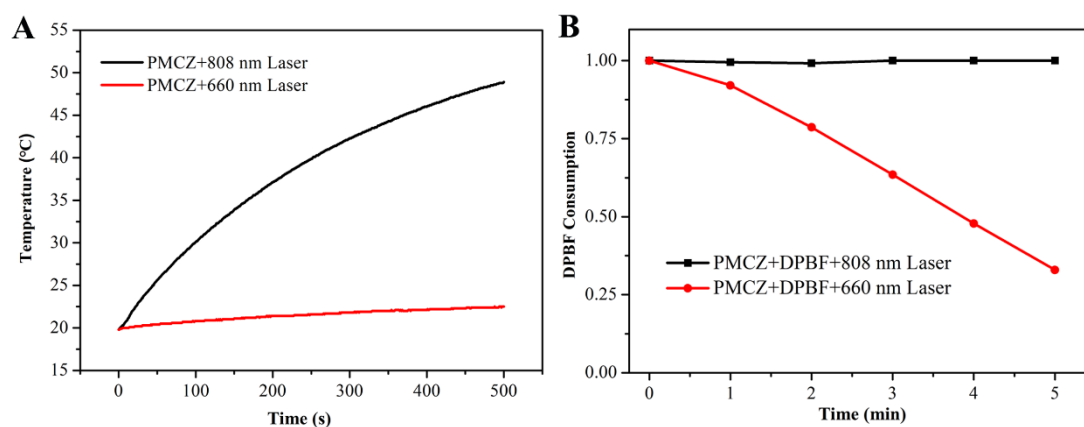 A
PMCZ+808 nm Laser
PMCZ+660 nm Laser
Temperature (℃)
55
50
45
40
35
30
25
20
15
0 100 200 300 400 500
Time (s)
B
DPBF Consumption
1.00
0.75
0.50
0.25
0.00
PMCZ+DPBF+808 nm Laser
PMCZ+DPBF+660 nm Laser
0 1 2 3 4 5
Time (min)